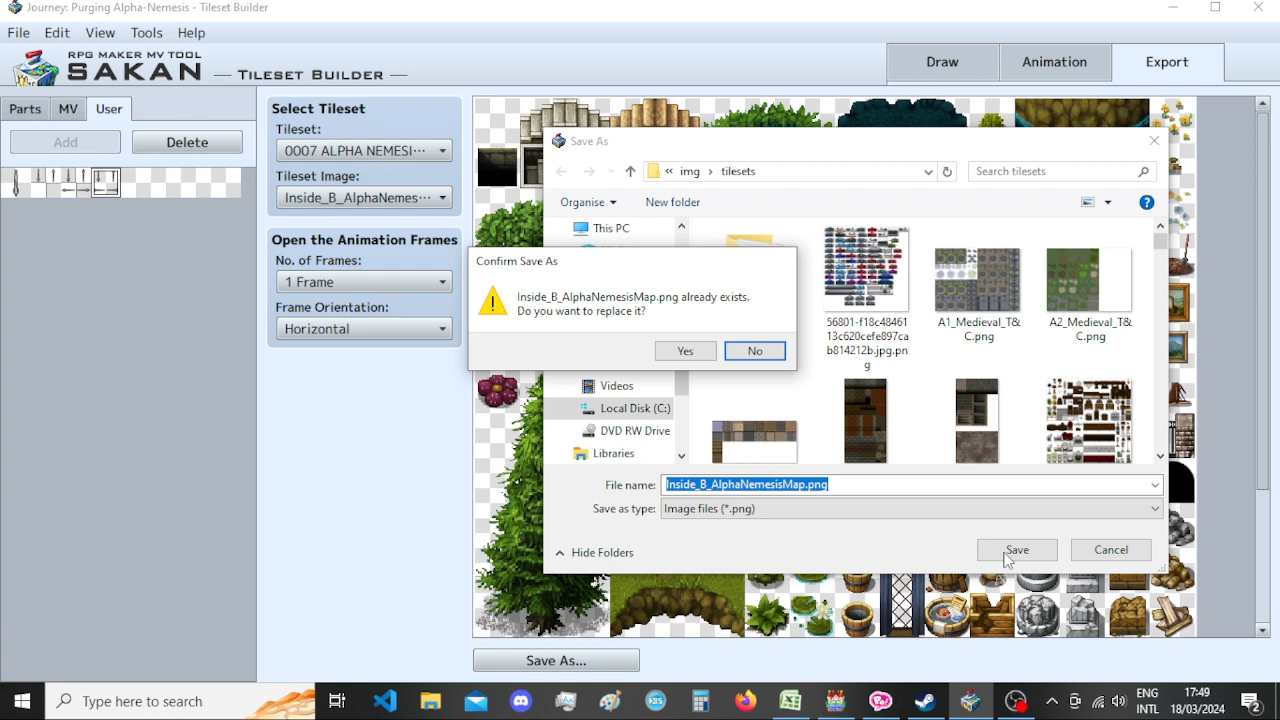 Journey: Purging Alpha-Nemesis - Tileset Builder
File Edit View Tools Help
RPG MAKER MV TOOL
SAKAN — TILESET BUILDER —
Draw Animation Export
Parts MV User
Add Delete
Select Tileset
Tileset:
0007 ALPHA NEMESI···
Tileset Image:
Inside_B_AlphaNemes···
Open the Animation Frames
No. of Frames:
1 Frame
Frame Orientation:
Horizontal
Save As
« img › tilesets
Search tilesets
Organise New folder
This PC
Confirm Save As
Inside_B_AlphaNemesisMap.png already exists.
Do you want to replace it?
Yes No
56801-f18c48461
13c620cefe897ca
b814212b.jpg.pn
g
A1_Medieval_T&
C.png
A2_Medieval_T&
C.png
Videos
Local Disk (C:)
DVD RW Drive
Libraries
File name: Inside_B_AlphaNemesisMap.png
Save as type: Image files (*.png)
Hide Folders
Save Cancel
Save As...
Type here to search
ENG
INTL
17:49
18/03/2024
2